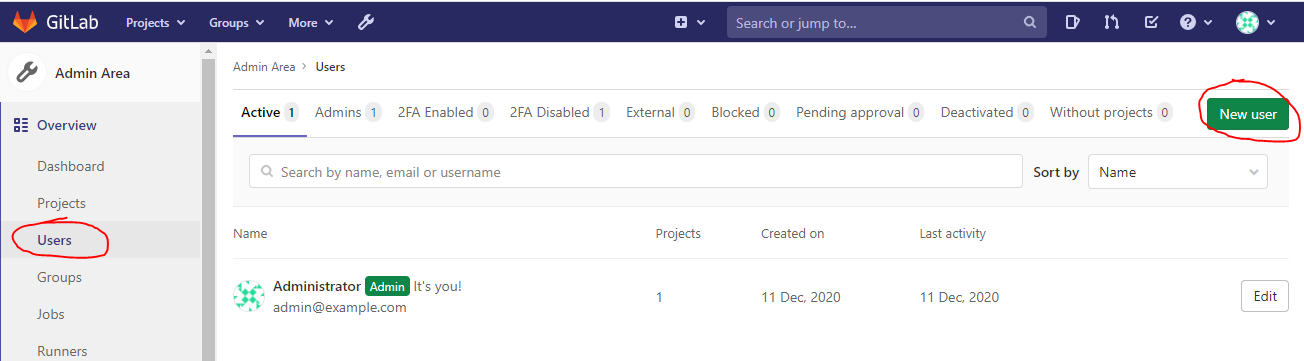 GitLab Projects Groups More Search or jump to...
Admin Area
Overview
Dashboard
Projects
Users
Groups
Jobs
Runners
Admin Area > Users
Active 1 Admins 1 2FA Enabled 0 2FA Disabled 1 External 0 Blocked 0 Pending approval 0 Deactivated 0 Without projects 0 New user
Search by name, email or username Sort by Name
Name Projects Created on Last activity
Administrator Admin It's you!
admin@example.com
1 11 Dec, 2020 11 Dec, 2020 Edit